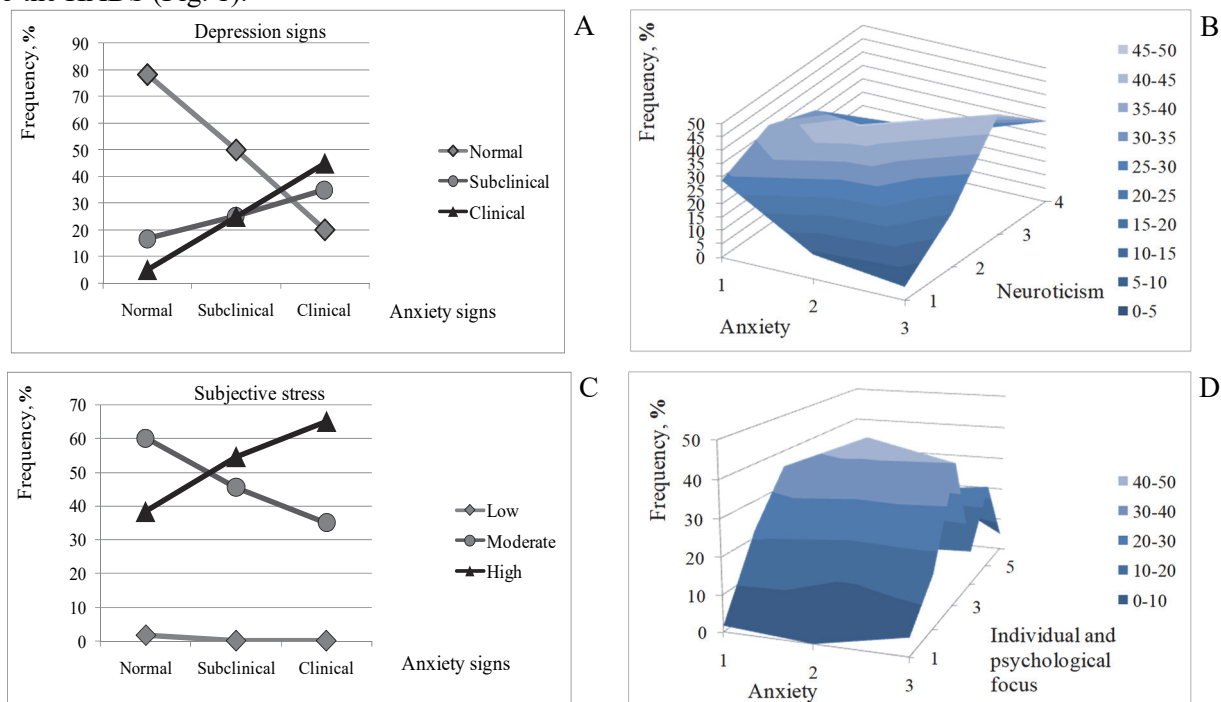 the HADS (Fig. 1).
A
Depression signs
Frequency, %
90
80
70
60
50
40
30
20
10
0
Normal
Subclinical
Clinical
Normal Subclinical Clinical
Anxiety signs
B
Frequency, %
50
45
40
35
30
25
20
15
10
5
0
1
2
3
Anxiety
1
2
3
4
Neuroticism
45-50
40-45
35-40
30-35
25-30
20-25
15-20
10-15
5-10
0-5
C
Subjective stress
Frequency, %
70
60
50
40
30
20
10
0
Low
Moderate
High
Normal Subclinical Clinical
Anxiety signs
D
Frequency, %
50
40
30
20
10
0
1
2
3
Anxiety
1
3
5
Individual and
psychological
focus
40-50
30-40
20-30
10-20
0-10